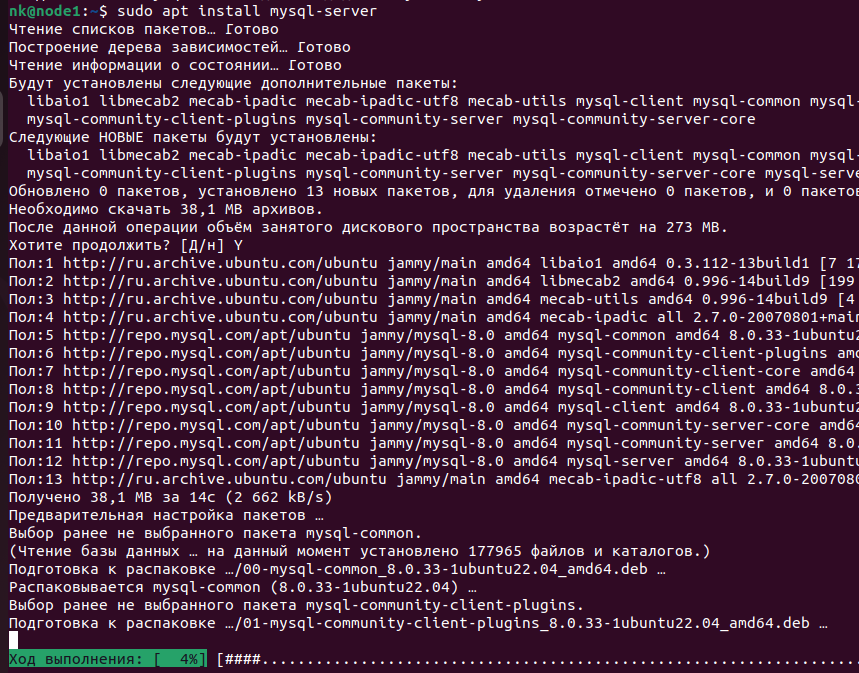 nk@node1:~$ sudo apt install mysql-server
Чтение списков пакетов… Готово
Построение дерева зависимостей… Готово
Чтение информации о состоянии… Готово
Будут установлены следующие дополнительные пакеты:
libaio1 libmecab2 mecab-ipadic mecab-ipadic-utf8 mecab-utils mysql-client mysql-common mysql-
mysql-community-client-plugins mysql-community-server mysql-community-server-core
Следующие НОВЫЕ пакеты будут установлены:
libaio1 libmecab2 mecab-ipadic mecab-ipadic-utf8 mecab-utils mysql-client mysql-common mysql-
mysql-community-client-plugins mysql-community-server mysql-community-server-core mysql-serve
Обновлено 0 пакетов, установлено 13 новых пакетов, для удаления отмечено 0 пакетов, и 0 пакетов
Необходимо скачать 38,1 MB архивов.
После данной операции объём занятого дискового пространства возрастёт на 273 MB.
Хотите продолжить? [Д/н] Y
Пол:1 http://ru.archive.ubuntu.com/ubuntu jammy/main amd64 libaio1 amd64 0.3.112-13build1 [7 17
Пол:2 http://ru.archive.ubuntu.com/ubuntu jammy/main amd64 libmecab2 amd64 0.996-14build9 [199
Пол:3 http://ru.archive.ubuntu.com/ubuntu jammy/main amd64 mecab-utils amd64 0.996-14build9 [4
Пол:4 http://ru.archive.ubuntu.com/ubuntu jammy/main amd64 mecab-ipadic all 2.7.0-20070801+main
Пол:5 http://repo.mysql.com/apt/ubuntu jammy/mysql-8.0 amd64 mysql-common amd64 8.0.33-1ubuntu2
Пол:6 http://repo.mysql.com/apt/ubuntu jammy/mysql-8.0 amd64 mysql-community-client-plugins amd
Пол:7 http://repo.mysql.com/apt/ubuntu jammy/mysql-8.0 amd64 mysql-community-client-core amd64
Пол:8 http://repo.mysql.com/apt/ubuntu jammy/mysql-8.0 amd64 mysql-community-client amd64 8.0.3
Пол:9 http://repo.mysql.com/apt/ubuntu jammy/mysql-8.0 amd64 mysql-client amd64 8.0.33-1ubuntu2
Пол:10 http://repo.mysql.com/apt/ubuntu jammy/mysql-8.0 amd64 mysql-community-server-core amd64
Пол:11 http://repo.mysql.com/apt/ubuntu jammy/mysql-8.0 amd64 mysql-community-server amd64 8.0.
Пол:12 http://repo.mysql.com/apt/ubuntu jammy/mysql-8.0 amd64 mysql-server amd64 8.0.33-1ubuntu
Пол:13 http://ru.archive.ubuntu.com/ubuntu jammy/main amd64 mecab-ipadic-utf8 all 2.7.0-2007080
Получено 38,1 MB за 14с (2 662 kB/s)
Предварительная настройка пакетов …
Выбор ранее не выбранного пакета mysql-common.
(Чтение базы данных … на данный момент установлено 177965 файлов и каталогов.)
Подготовка к распаковке …/00-mysql-common_8.0.33-1ubuntu22.04_amd64.deb …
Распаковывается mysql-common (8.0.33-1ubuntu22.04) …
Выбор ранее не выбранного пакета mysql-community-client-plugins.
Подготовка к распаковке …/01-mysql-community-client-plugins_8.0.33-1ubuntu22.04_amd64.deb …
Ход выполнения: [  4%] [####..................................................................